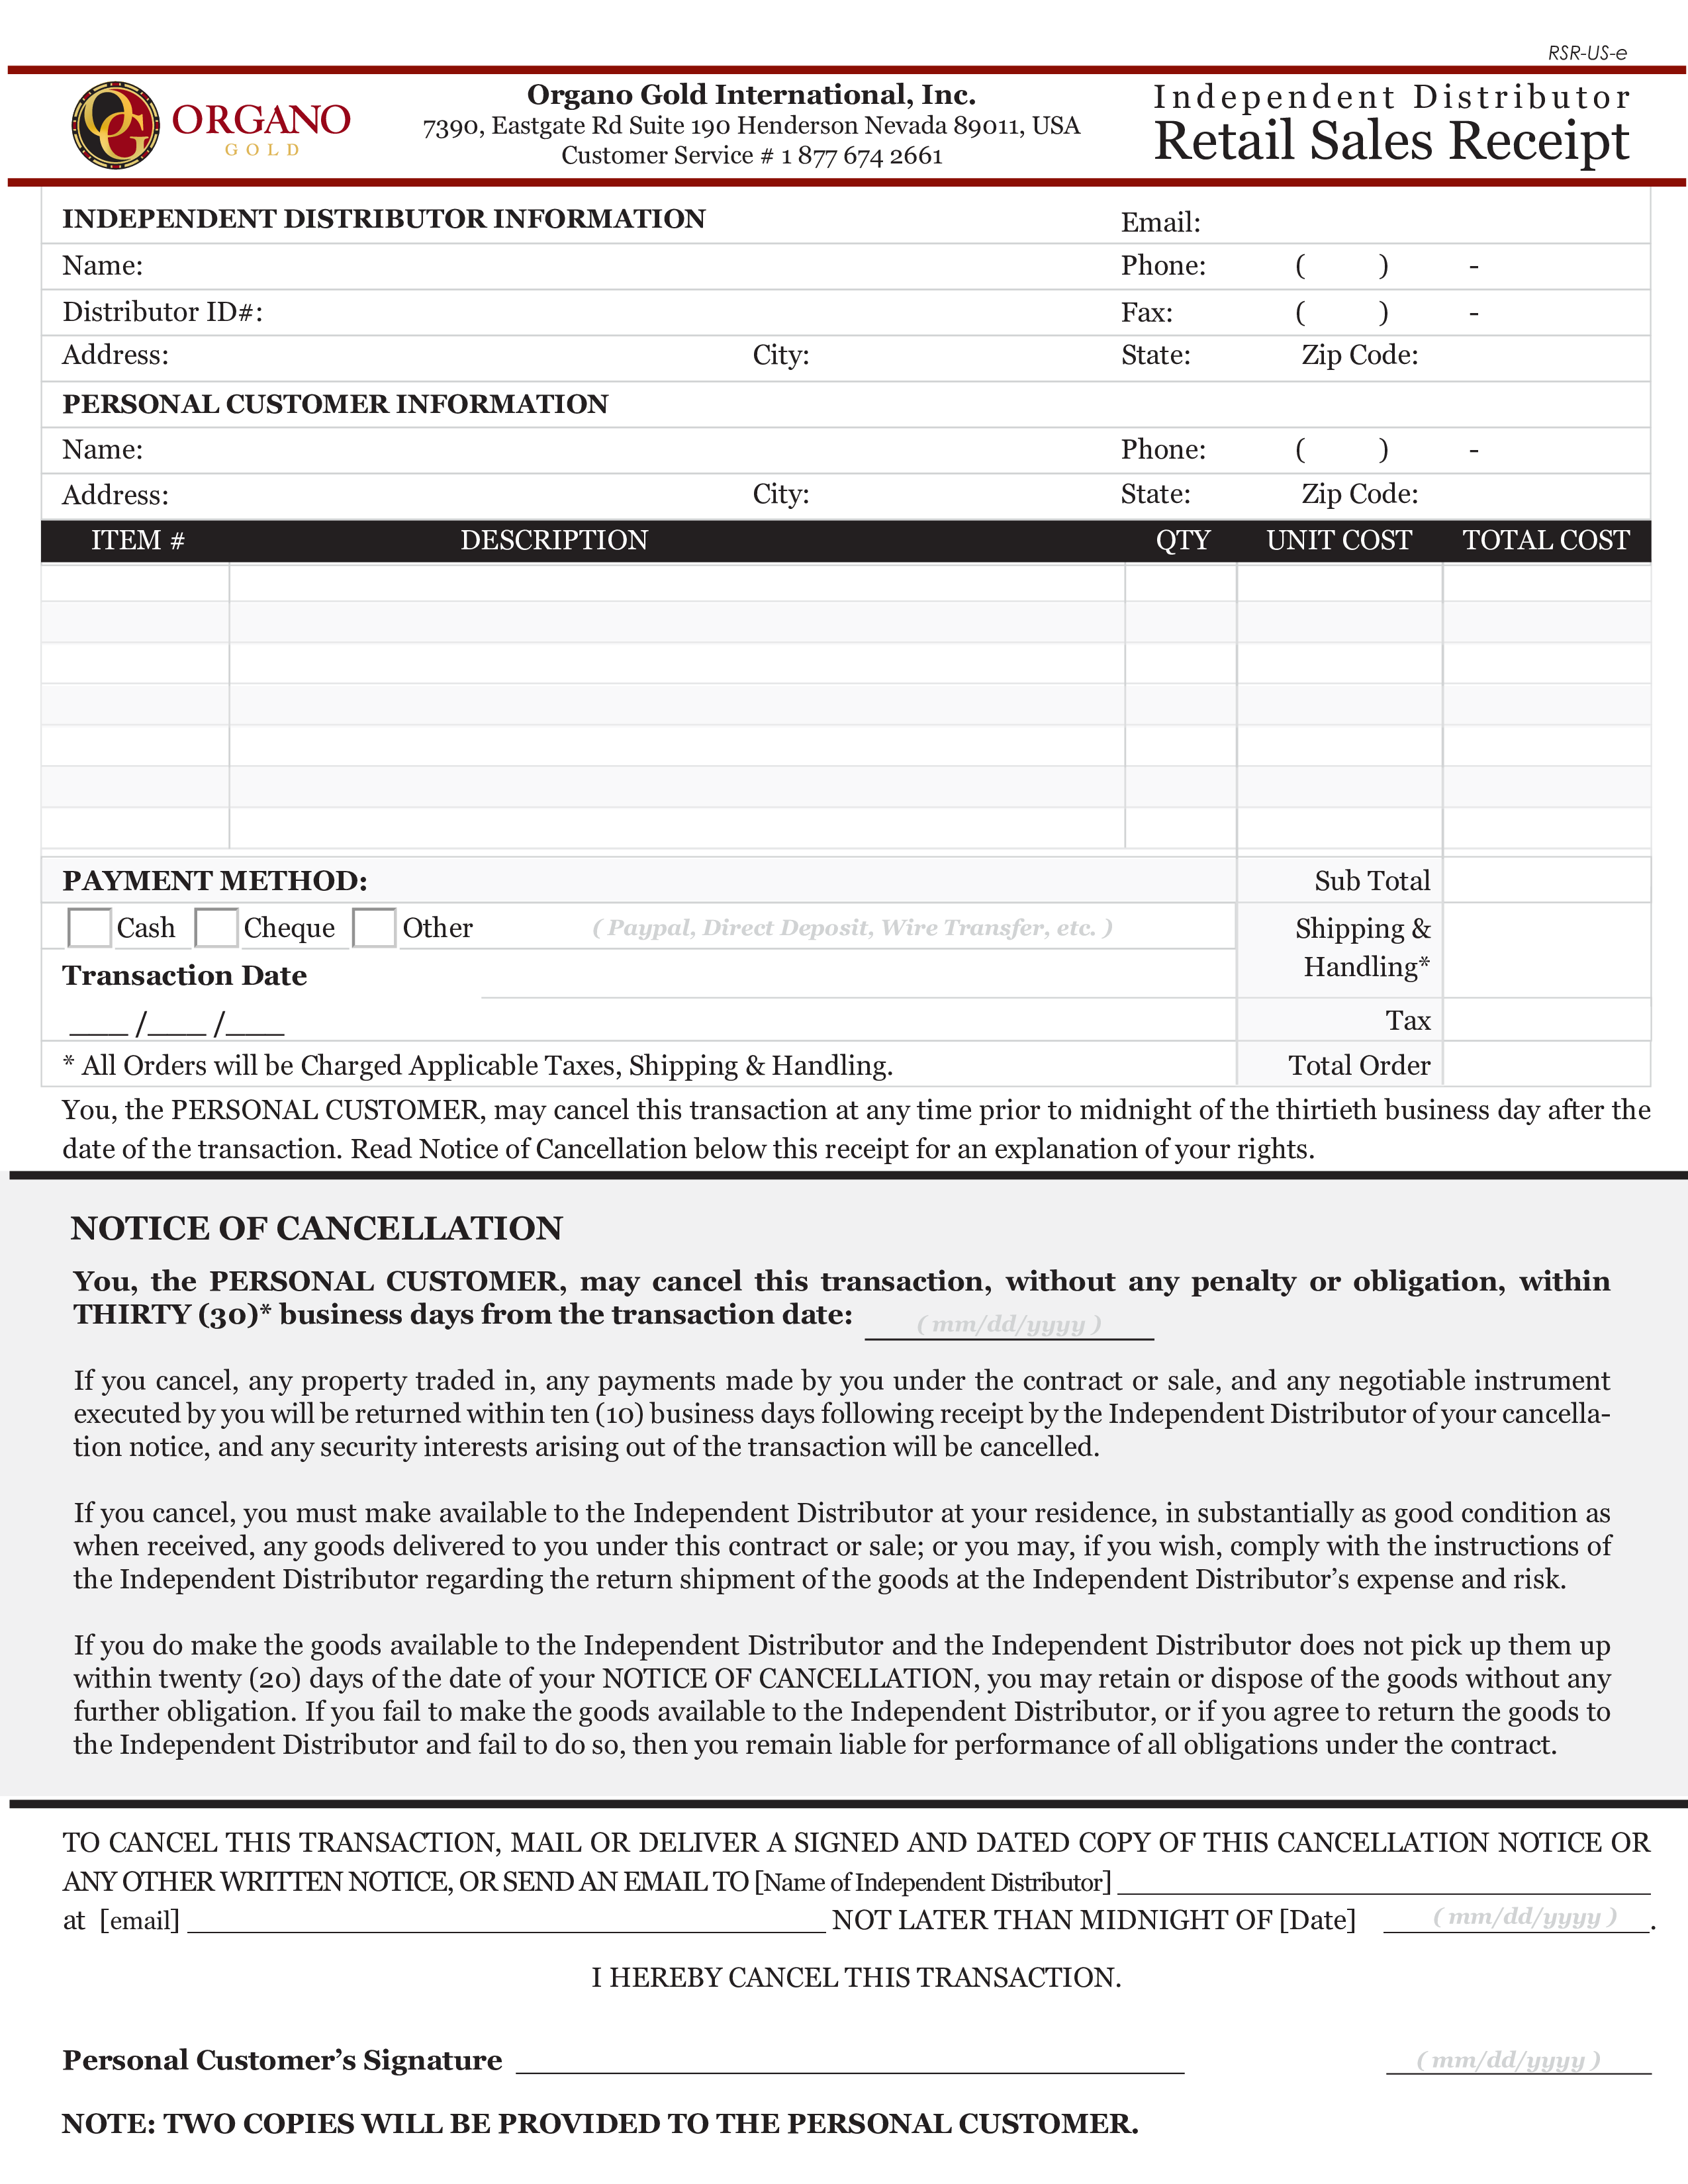 RSR-US-e
OG
ORGANO
GOLD
Organo Gold International, Inc.
7390, Eastgate Rd Suite 190 Henderson Nevada 89011, USA
Customer Service # 1 877 674 2661
Independent Distributor
Retail Sales Receipt
INDEPENDENT DISTRIBUTOR INFORMATION Email:
Name: Phone: ( ) -
Distributor ID#: Fax: ( ) -
Address: City: State: Zip Code:
PERSONAL CUSTOMER INFORMATION
Name: Phone: ( ) -
Address: City: State: Zip Code:
ITEM # DESCRIPTION QTY UNIT COST TOTAL COST
PAYMENT METHOD: Sub Total
Cash Cheque Other ( Paypal, Direct Deposit, Wire Transfer, etc. ) Shipping &
Handling*
Transaction Date
___ /___ /___ Tax
* All Orders will be Charged Applicable Taxes, Shipping & Handling. Total Order
You, the PERSONAL CUSTOMER, may cancel this transaction at any time prior to midnight of the thirtieth business day after the
date of the transaction. Read Notice of Cancellation below this receipt for an explanation of your rights.
NOTICE OF CANCELLATION
You, the PERSONAL CUSTOMER, may cancel this transaction, without any penalty or obligation, within
THIRTY (30)* business days from the transaction date: ( mm/dd/yyyy )
If you cancel, any property traded in, any payments made by you under the contract or sale, and any negotiable instrument
executed by you will be returned within ten (10) business days following receipt by the Independent Distributor of your cancella-
tion notice, and any security interests arising out of the transaction will be cancelled.
If you cancel, you must make available to the Independent Distributor at your residence, in substantially as good condition as
when received, any goods delivered to you under this contract or sale; or you may, if you wish, comply with the instructions of
the Independent Distributor regarding the return shipment of the goods at the Independent Distributor’s expense and risk.
If you do make the goods available to the Independent Distributor and the Independent Distributor does not pick up them up
within twenty (20) days of the date of your NOTICE OF CANCELLATION, you may retain or dispose of the goods without any
further obligation. If you fail to make the goods available to the Independent Distributor, or if you agree to return the goods to
the Independent Distributor and fail to do so, then you remain liable for performance of all obligations under the contract.
TO CANCEL THIS TRANSACTION, MAIL OR DELIVER A SIGNED AND DATED COPY OF THIS CANCELLATION NOTICE OR
ANY OTHER WRITTEN NOTICE, OR SEND AN EMAIL TO [Name of Independent Distributor]
at [email] NOT LATER THAN MIDNIGHT OF [Date] ( mm/dd/yyyy ).
I HEREBY CANCEL THIS TRANSACTION.
Personal Customer’s Signature ( mm/dd/yyyy )
NOTE: TWO COPIES WILL BE PROVIDED TO THE PERSONAL CUSTOMER.